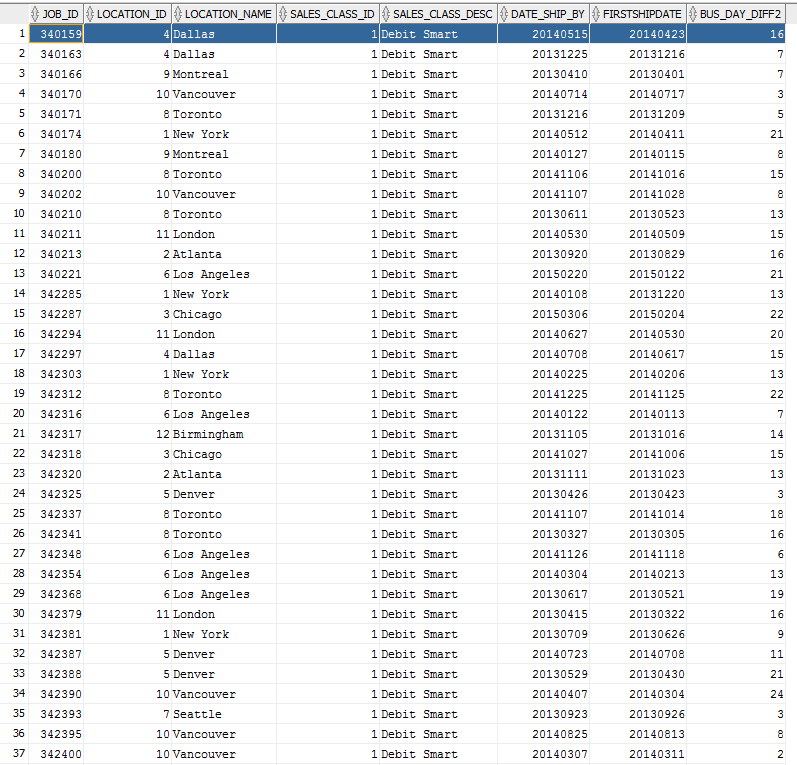 JOB_ID LOCATION_ID LOCATION_NAME SALES_CLASS_ID SALES_CLASS_DESC DATE_SHIP_BY FIRSTSHIPDATE BUS_DAY_DIFF2
1 340159 4 Dallas 1 Debit Smart 20140515 20140423 16
2 340163 4 Dallas 1 Debit Smart 20131225 20131216 7
3 340166 9 Montreal 1 Debit Smart 20130410 20130401 7
4 340170 10 Vancouver 1 Debit Smart 20140714 20140717 3
5 340171 8 Toronto 1 Debit Smart 20131216 20131209 5
6 340174 1 New York 1 Debit Smart 20140512 20140411 21
7 340180 9 Montreal 1 Debit Smart 20140127 20140115 8
8 340200 8 Toronto 1 Debit Smart 20141106 20141016 15
9 340202 10 Vancouver 1 Debit Smart 20141107 20141028 8
10 340210 8 Toronto 1 Debit Smart 20130611 20130523 13
11 340211 11 London 1 Debit Smart 20140530 20140509 15
12 340213 2 Atlanta 1 Debit Smart 20130920 20130829 16
13 340221 6 Los Angeles 1 Debit Smart 20150220 20150122 21
14 342285 1 New York 1 Debit Smart 20140108 20131220 13
15 342287 3 Chicago 1 Debit Smart 20150306 20150204 22
16 342294 11 London 1 Debit Smart 20140627 20140530 20
17 342297 4 Dallas 1 Debit Smart 20140708 20140617 15
18 342303 1 New York 1 Debit Smart 20140225 20140206 13
19 342312 8 Toronto 1 Debit Smart 20141225 20141125 22
20 342316 6 Los Angeles 1 Debit Smart 20140122 20140113 7
21 342317 12 Birmingham 1 Debit Smart 20131105 20131016 14
22 342318 3 Chicago 1 Debit Smart 20141027 20141006 15
23 342320 2 Atlanta 1 Debit Smart 20131111 20131023 13
24 342325 5 Denver 1 Debit Smart 20130426 20130423 3
25 342337 8 Toronto 1 Debit Smart 20141107 20141014 18
26 342341 8 Toronto 1 Debit Smart 20130327 20130305 16
27 342348 6 Los Angeles 1 Debit Smart 20141126 20141118 6
28 342354 6 Los Angeles 1 Debit Smart 20140304 20140213 13
29 342368 6 Los Angeles 1 Debit Smart 20130617 20130521 19
30 342379 11 London 1 Debit Smart 20130415 20130322 16
31 342381 1 New York 1 Debit Smart 20130709 20130626 9
32 342387 5 Denver 1 Debit Smart 20140723 20140708 11
33 342388 5 Denver 1 Debit Smart 20130529 20130430 21
34 342390 10 Vancouver 1 Debit Smart 20140407 20140304 24
35 342393 7 Seattle 1 Debit Smart 20130923 20130926 3
36 342395 10 Vancouver 1 Debit Smart 20140825 20140813 8
37 342400 10 Vancouver 1 Debit Smart 20140307 20140311 2